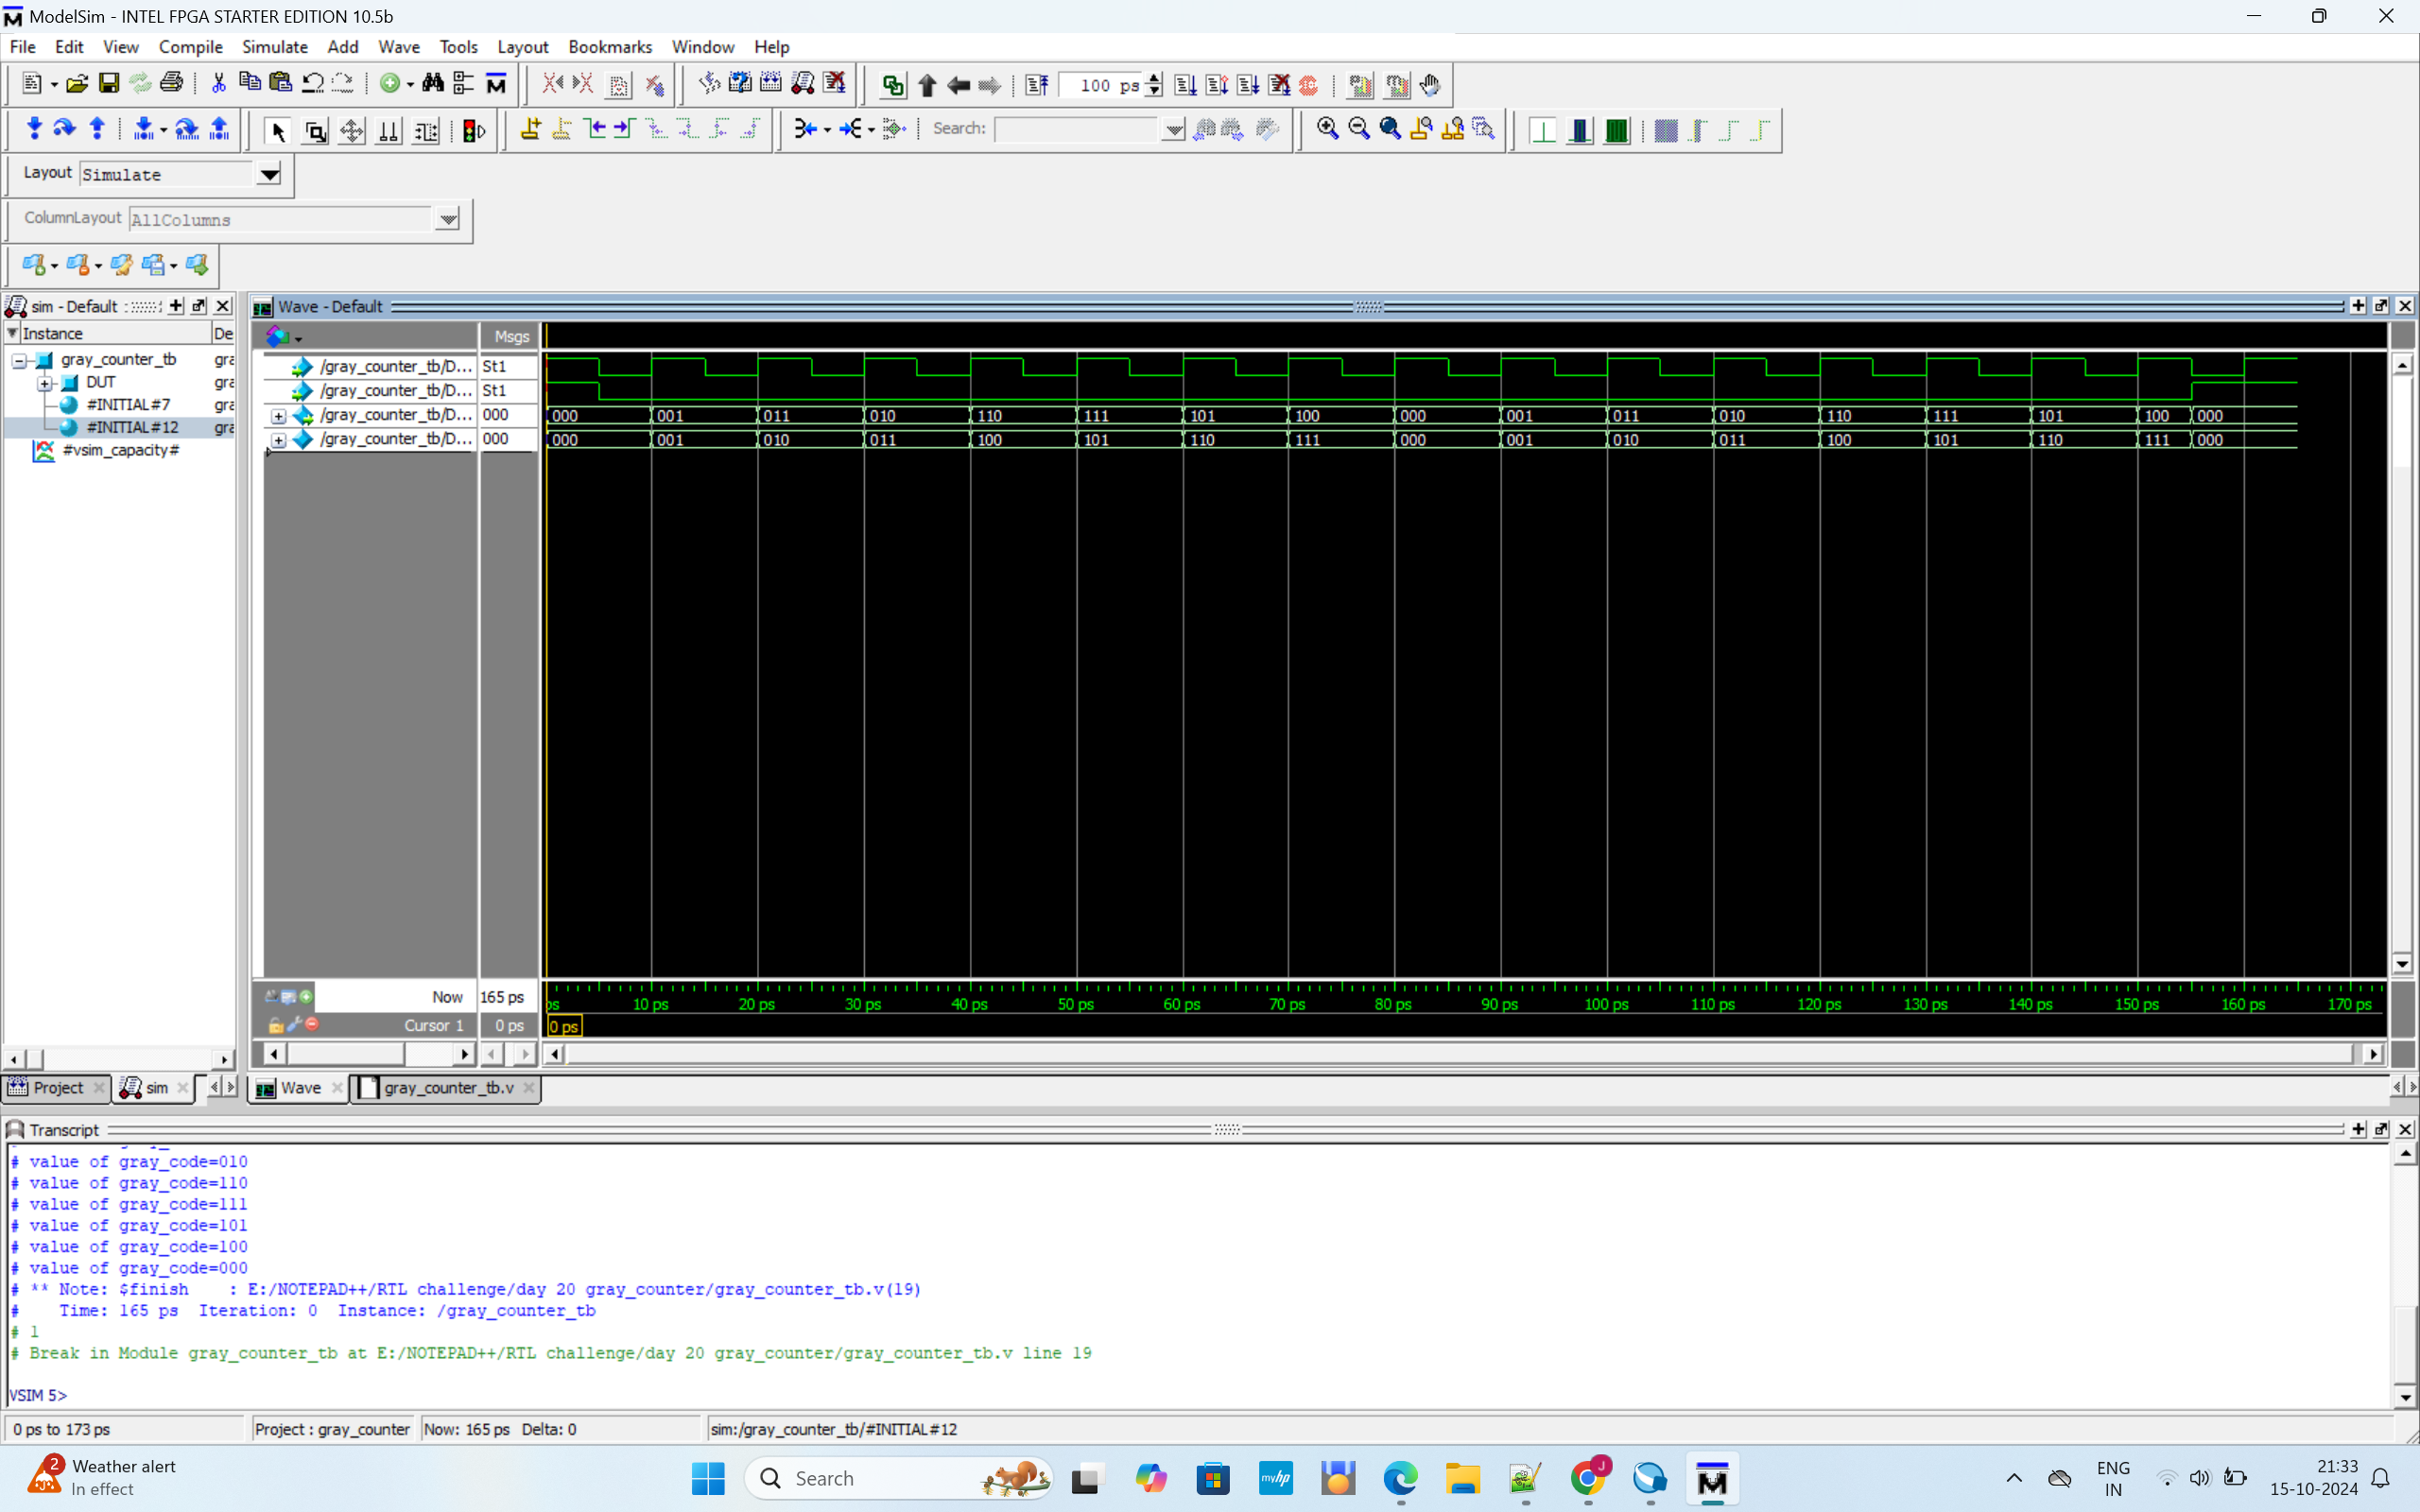 ModelSim - INTEL FPGA STARTER EDITION 10.5b
File Edit View Compile Simulate Add Wave Tools Layout Bookmarks Window Help
100 ps
Search:
Layout Simulate
ColumnLayout AllColumns
sim - Default
Wave - Default
Instance De
Msgs
gray_counter_tb gra
DUT gra
#INITIAL#7 gra
#INITIAL#12 gra
#vsim_capacity#
/gray_counter_tb/D... St1
/gray_counter_tb/D... St1
/gray_counter_tb/D... 000 000 001 011 010 110 111 101 100 000 001 011 010 110 111 101 100 000
/gray_counter_tb/D... 000 000 001 010 011 100 101 110 111 000 001 010 011 100 101 110 111 000
Now 165 ps ps 10 ps 20 ps 30 ps 40 ps 50 ps 60 ps 70 ps 80 ps 90 ps 100 ps 110 ps 120 ps 130 ps 140 ps 150 ps 160 ps 170 ps
Cursor 1 0 ps 0 ps
Project sim Wave gray_counter_tb.v
Transcript
# value of gray_code=010
# value of gray_code=110
# value of gray_code=111
# value of gray_code=101
# value of gray_code=100
# value of gray_code=000
# ** Note: $finish : E:/NOTEPAD++/RTL challenge/day 20 gray_counter/gray_counter_tb.v(19)
# Time: 165 ps Iteration: 0 Instance: /gray_counter_tb
# 1
# Break in Module gray_counter_tb at E:/NOTEPAD++/RTL challenge/day 20 gray_counter/gray_counter_tb.v line 19
VSIM 5>
0 ps to 173 ps Project : gray_counter Now: 165 ps Delta: 0 sim:/gray_counter_tb/#INITIAL#12
2
Weather alert
In effect
Search
myhp
J
ENG
IN
21:33
15-10-2024